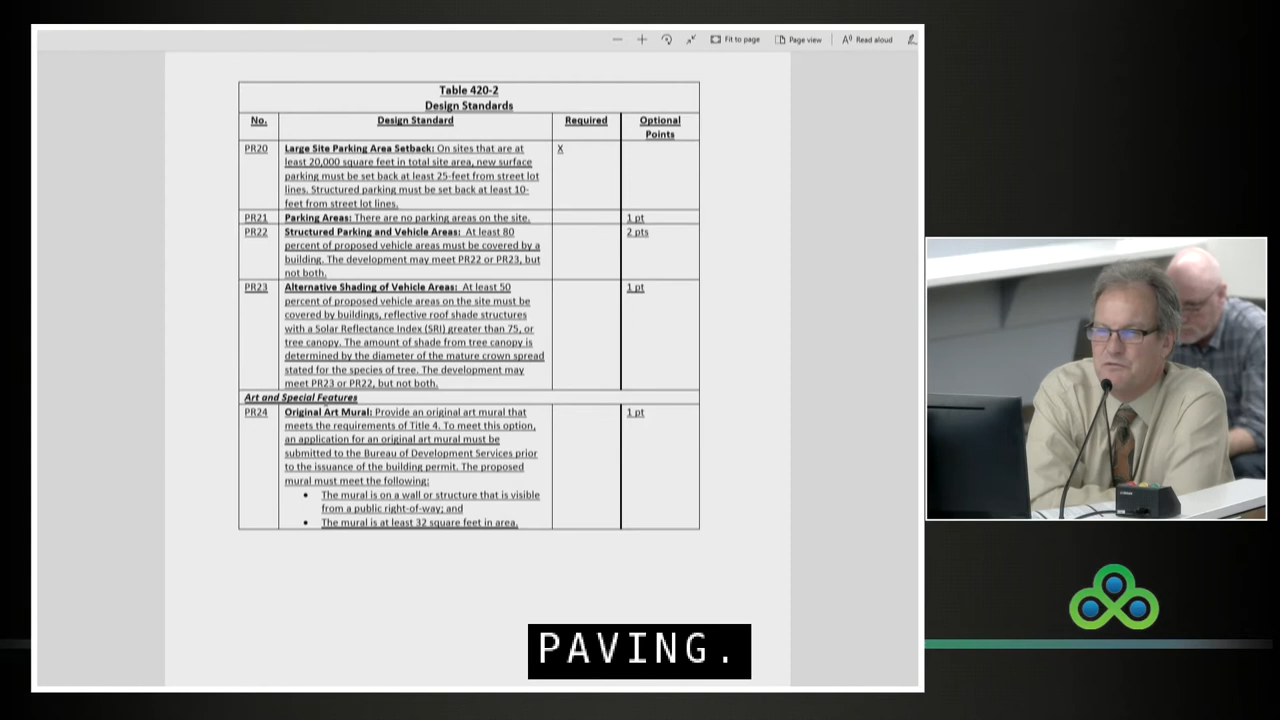 Fit to page
Page view
Read aloud
Table 420-2
Design Standards
No.
Design Standard
Required
Optional
Points
PR20
Large Site Parking Area Setback: On sites that are at
least 20,000 square feet in total site area, new surface
parking must be set back at least 25-feet from street lot
lines. Structured parking must be set back at least 10-
feet from street lot lines.
X
PR21
Parking Areas: There are no parking areas on the site.
1 pt
PR22
Structured Parking and Vehicle Areas: At least 80
percent of proposed vehicle areas must be covered by a
building. The development may meet PR22 or PR23, but
not both.
2 pts
PR23
Alternative Shading of Vehicle Areas: At least 50
percent of proposed vehicle areas on the site must be
covered by buildings, reflective roof shade structures
with a Solar Reflectance Index (SRI) greater than 75, or
tree canopy. The amount of shade from tree canopy is
determined by the diameter of the mature crown spread
stated for the species of tree. The development may
meet PR23 or PR22, but not both.
1 pt
Art and Special Features
PR24
Original Art Mural: Provide an original art mural that
meets the requirements of Title 4. To meet this option,
an application for an original art mural must be
submitted to the Bureau of Development Services prior
to the issuance of the building permit. The proposed
mural must meet the following:
• The mural is on a wall or structure that is visible
from a public right-of-way; and
• The mural is at least 32 square feet in area.
1 pt
PAVING.